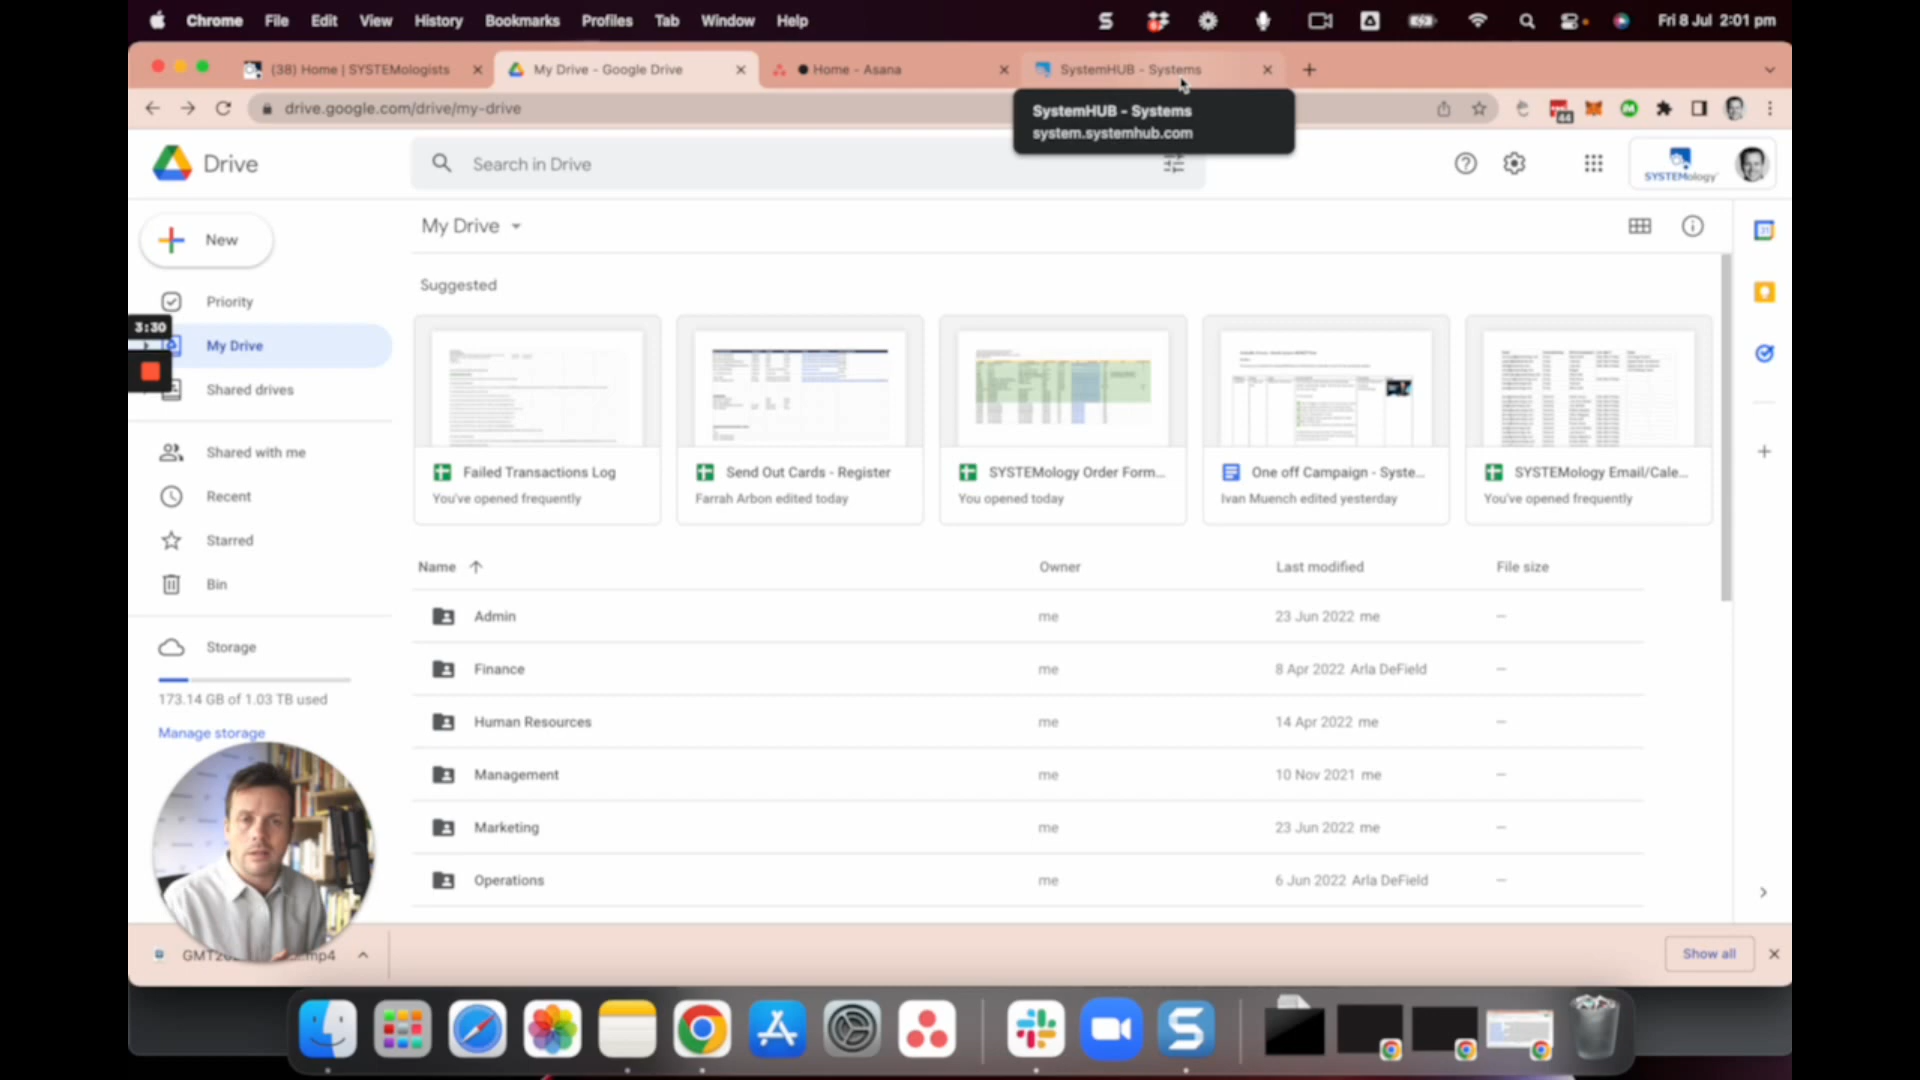 Chrome File Edit View History Bookmarks Profiles Tab Window Help Fri 8 Jul 2:01 pm
(38) Home | SYSTEMologists My Drive - Google Drive Home - Asana SystemHUB - Systems
drive.google.com/drive/my-drive
44
SystemHUB - Systems
system.systemhub.com
Drive
Search in Drive
SYSTEMology
New
My Drive
Suggested
Priority
3:30
My Drive
Shared drives
Shared with me
Recent
Starred
Bin
Storage
173.14 GB of 1.03 TB used
Manage storage
Failed Transactions Log
You've opened frequently
Send Out Cards - Register
Farrah Arbon edited today
SYSTEMology Order Form...
You opened today
One off Campaign - Syste...
Ivan Muench edited yesterday
SYSTEMology Email/Cale...
You've opened frequently
Name Owner Last modified File size
Admin me 23 Jun 2022 me –
Finance me 8 Apr 2022 Arla DeField –
Human Resources me 14 Apr 2022 me –
Management me 10 Nov 2021 me –
Marketing me 23 Jun 2022 me –
Operations me 6 Jun 2022 Arla DeField –
Show all